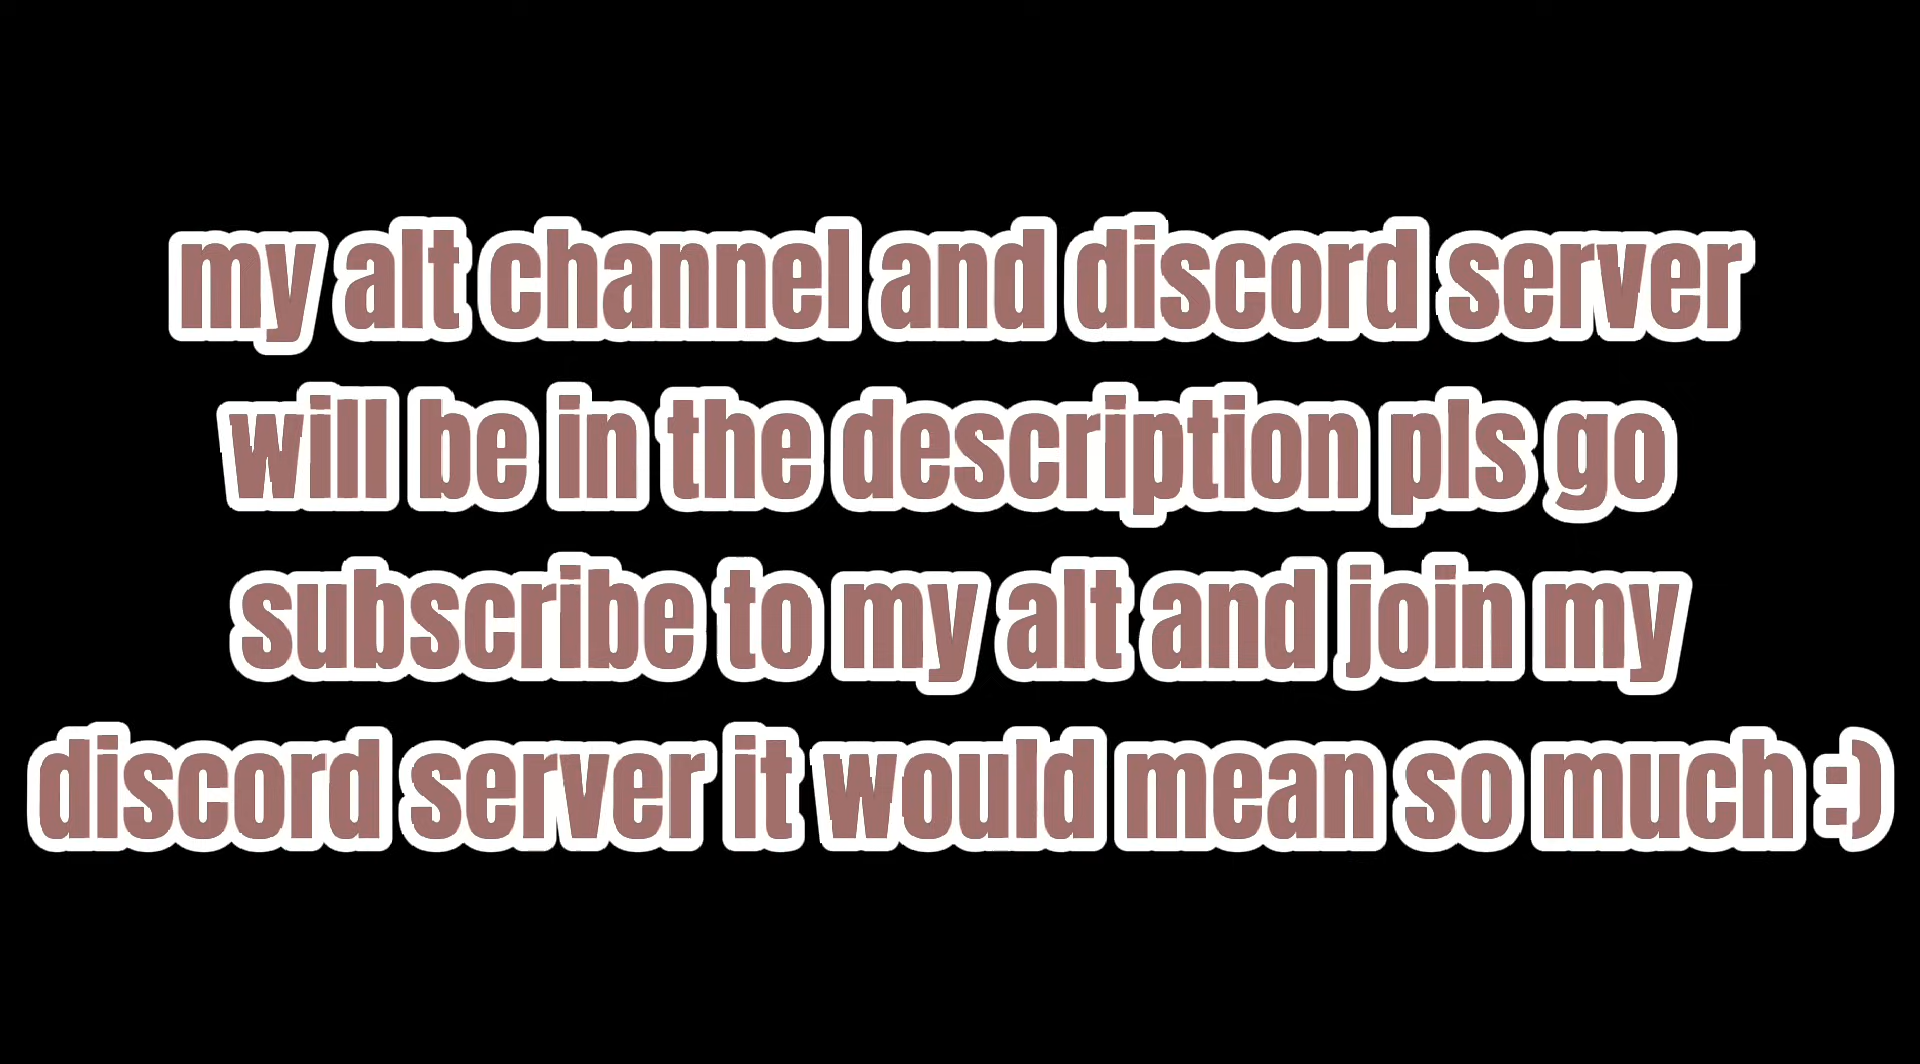 my alt channel and discord server
will be in the description pls go
subscribe to my alt and join my
discord server it would mean so much :)